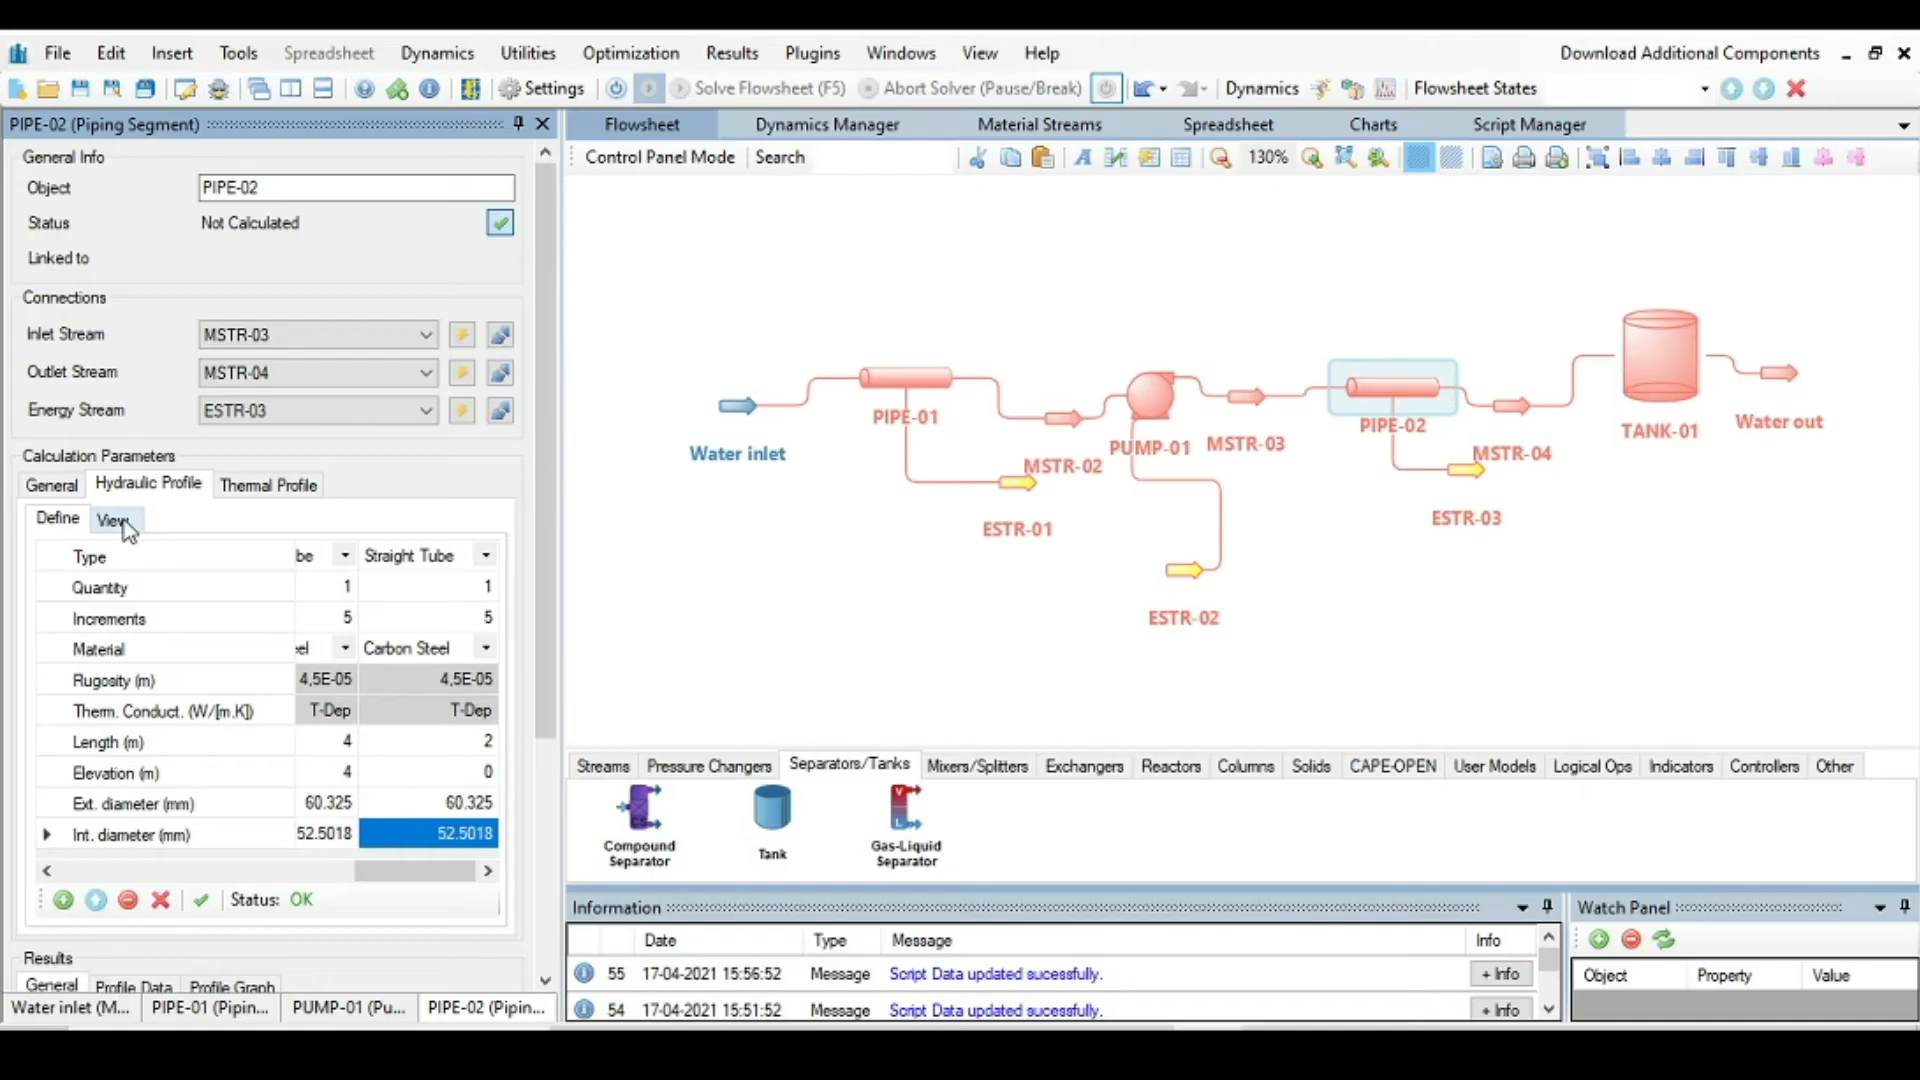 File Edit Insert Tools Spreadsheet Dynamics Utilities Optimization Results Plugins Windows View Help Download Additional Components
Settings Solve Flowsheet (F5) Abort Solver (Pause/Break) Dynamics Flowsheet States
PIPE-02 (Piping Segment)
General Info
Object PIPE-02
Status Not Calculated
Linked to
Connections
Inlet Stream MSTR-03
Outlet Stream MSTR-04
Energy Stream ESTR-03
Calculation Parameters
General Hydraulic Profile Thermal Profile
Define View
Type be Straight Tube
Quantity 1 1
Increments 5 5
Material el Carbon Steel
Rugosity (m) 4,5E-05 4,5E-05
Therm. Conduct. (W/[m.K]) T-Dep T-Dep
Length (m) 4 2
Elevation (m) 4 0
Ext. diameter (mm) 60.325 60.325
Int. diameter (mm) 52.5018 52.5018
Status: OK
Results
General Profile Data Profile Graph
Water inlet (M... PIPE-01 (Pipin... PUMP-01 (Pu... PIPE-02 (Pipin...
Flowsheet Dynamics Manager Material Streams Spreadsheet Charts Script Manager
Control Panel Mode Search 130%
Water inlet
PIPE-01
MSTR-02
ESTR-01
PUMP-01
ESTR-02
MSTR-03
PIPE-02
MSTR-04
ESTR-03
TANK-01
Water out
Streams Pressure Changers Separators/Tanks Mixers/Splitters Exchangers Reactors Columns Solids CAPE-OPEN User Models Logical Ops Indicators Controllers Other
Compound Separator
Tank
Gas-Liquid Separator
Information
Date Type Message Info
55 17-04-2021 15:56:52 Message Script Data updated sucessfully. + Info
54 17-04-2021 15:51:52 Message Script Data updated sucessfully. + Info
Watch Panel
Object Property Value